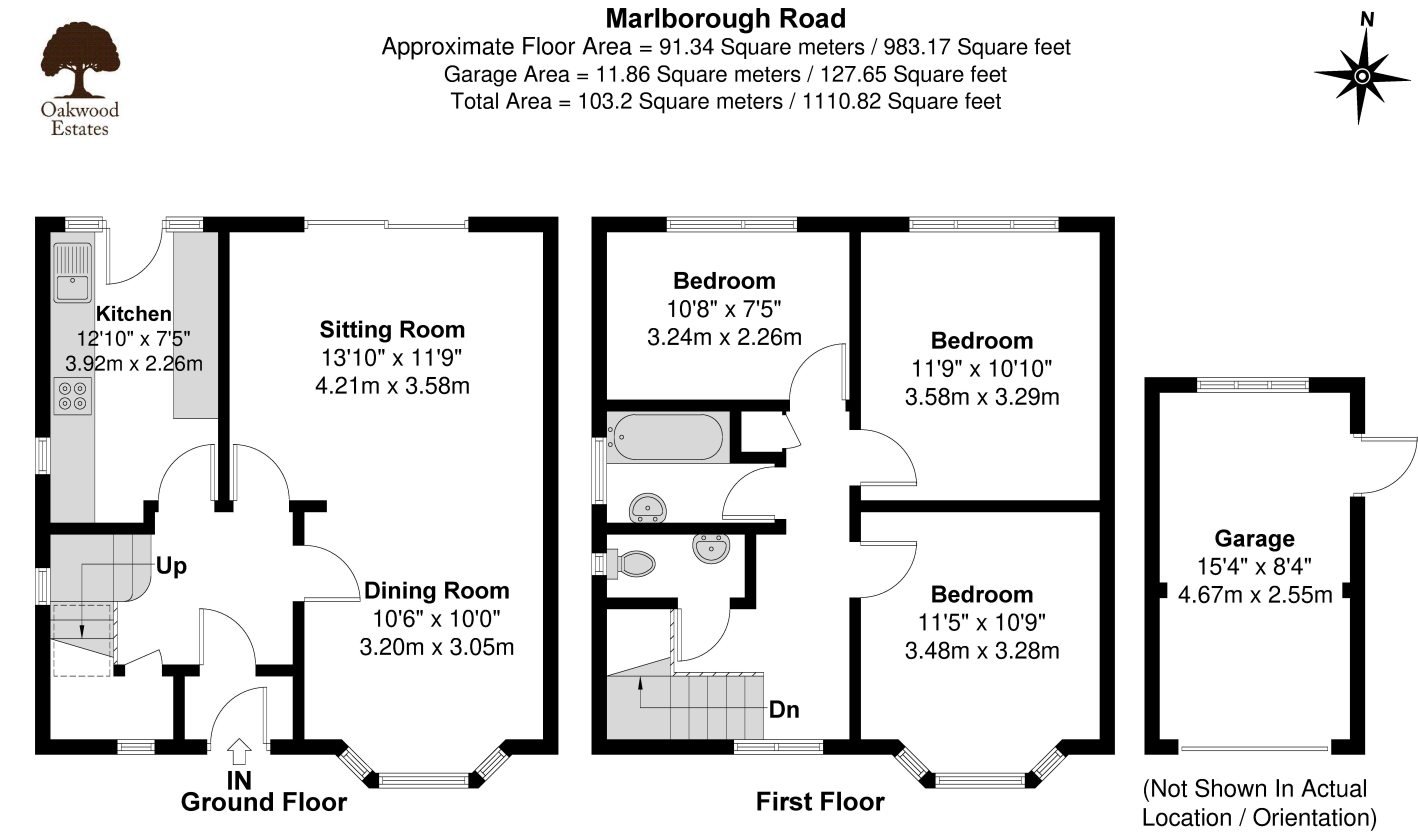 Marlborough Road
Approximate Floor Area = 91.34 Square meters / 983.17 Square feet
Garage Area = 11.86 Square meters / 127.65 Square feet
Total Area = 103.2 Square meters / 1110.82 Square feet
Oakwood
Estates
N
Kitchen
12'10" x 7'5"
3.92m x 2.26m
Sitting Room
13'10" x 11'9"
4.21m x 3.58m
Up
Dining Room
10'6" x 10'0"
3.20m x 3.05m
IN
Ground Floor
Bedroom
10'8" x 7'5"
3.24m x 2.26m
Bedroom
11'9" x 10'10"
3.58m x 3.29m
Bedroom
11'5" x 10'9"
3.48m x 3.28m
Dn
First Floor
Garage
15'4" x 8'4"
4.67m x 2.55m
(Not Shown In Actual
Location / Orientation)